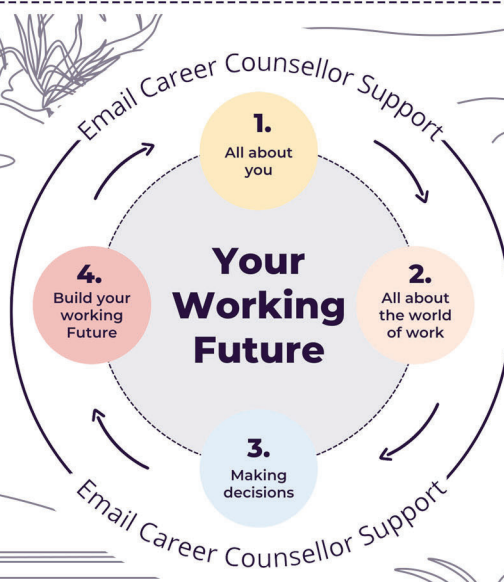 Email Career Counsellor Support
1.
All about
you
2.
All about
the world
of work
3.
Making
decisions
4.
Build your
working
Future
Your
Working
Future
Email Career Counsellor Support